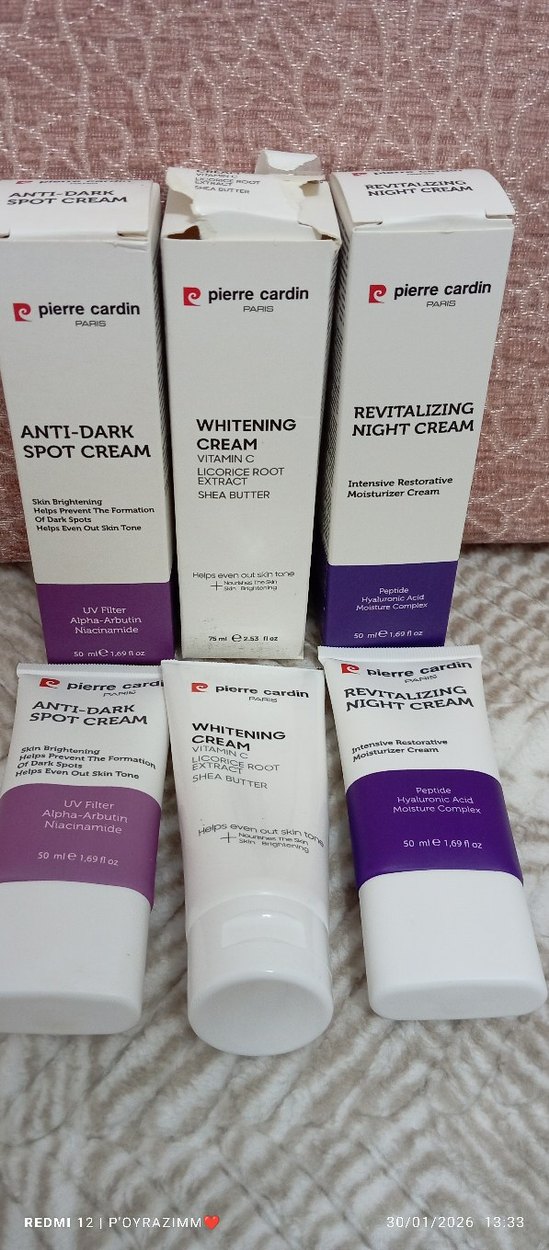 ANTI-DARK
SPOT CREAM
pierre cardin
PARIS
ANTI-DARK
SPOT CREAM
Skin Brightening
Helps Prevent The Formation
Of Dark Spots
Helps Even Out Skin Tone
UV Filter
Alpha-Arbutin
Niacinamide
50 ml ℮ 1,69 fl oz
VITAMIN C
LICORICE ROOT
EXTRACT
SHEA BUTTER
pierre cardin
PARIS
WHITENING
CREAM
VITAMIN C
LICORICE ROOT
EXTRACT
SHEA BUTTER
Helps even out skin tone
+ Nourishes The Skin
Skin Brightening
75 ml ℮ 2.53 fl oz
REVITALIZING
NIGHT CREAM
pierre cardin
PARIS
REVITALIZING
NIGHT CREAM
Intensive Restorative
Moisturizer Cream
Peptide
Hyaluronic Acid
Moisture Complex
50 ml ℮ 1,69 fl oz
pierre cardin
PARIS
ANTI-DARK
SPOT CREAM
Skin Brightening
Helps Prevent The Formation
Of Dark Spots
Helps Even Out Skin Tone
UV Filter
Alpha-Arbutin
Niacinamide
50 ml ℮ 1,69 fl oz
pierre cardin
PARIS
WHITENING
CREAM
VITAMIN C
LICORICE ROOT
EXTRACT
SHEA BUTTER
Helps even out skin tone
+ Nourishes The Skin
Skin Brightening
pierre cardin
PARIS
REVITALIZING
NIGHT CREAM
Intensive Restorative
Moisturizer Cream
Peptide
Hyaluronic Acid
Moisture Complex
50 ml ℮ 1,69 fl oz
REDMI 12 | P'OYRAZIMM❤️
30/01/2026 13:33